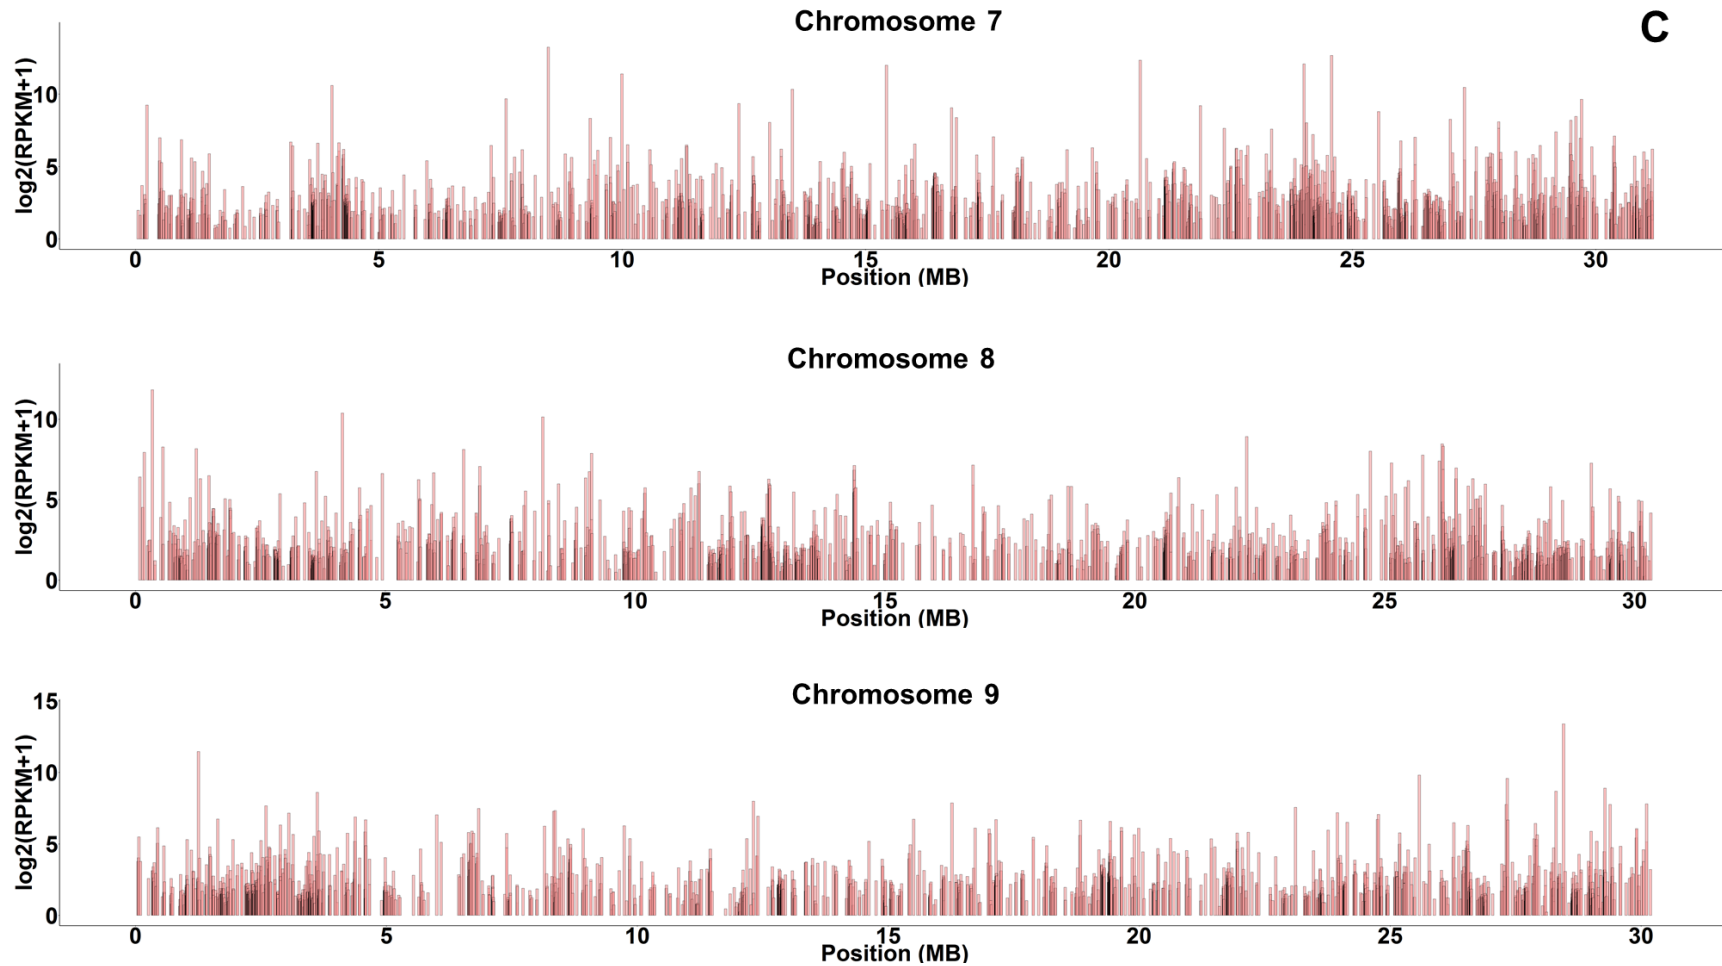 Chromosome 7
C
log2(RPKM+1)
10
5
0
0 5 10 15 20 25 30
Position (MB)
Chromosome 8
log2(RPKM+1)
10
5
0
0 5 10 15 20 25 30
Position (MB)
Chromosome 9
log2(RPKM+1)
15
10
5
0
0 5 10 15 20 25 30
Position (MB)